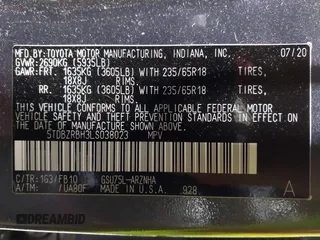 MFD. BY: TOYOTA MOTOR MANUFACTURING, INDIANA, INC. 07/20
GVWR: 2690KG (5935LB)
GAWR: FRT. 1635KG (3605LB) WITH 235/65R18 TIRES,
18X8J RIMS,
RR. 1635KG (3605LB) WITH 235/65R18 TIRES,
18X8J RIMS,
THIS VEHICLE CONFORMS TO ALL APPLICABLE FEDERAL MOTOR
VEHICLE SAFETY STANDARDS IN EFFECT ON THE DATE OF
MANUFACTURE SHOWN ABOVE.
5TDBZRBH3LS038023 MPV
C/TR: 1G3/FB10 GSU75L-ARZNHA
A/TM: /UA80F MADE IN U.S.A. 928 A
DREAMBID